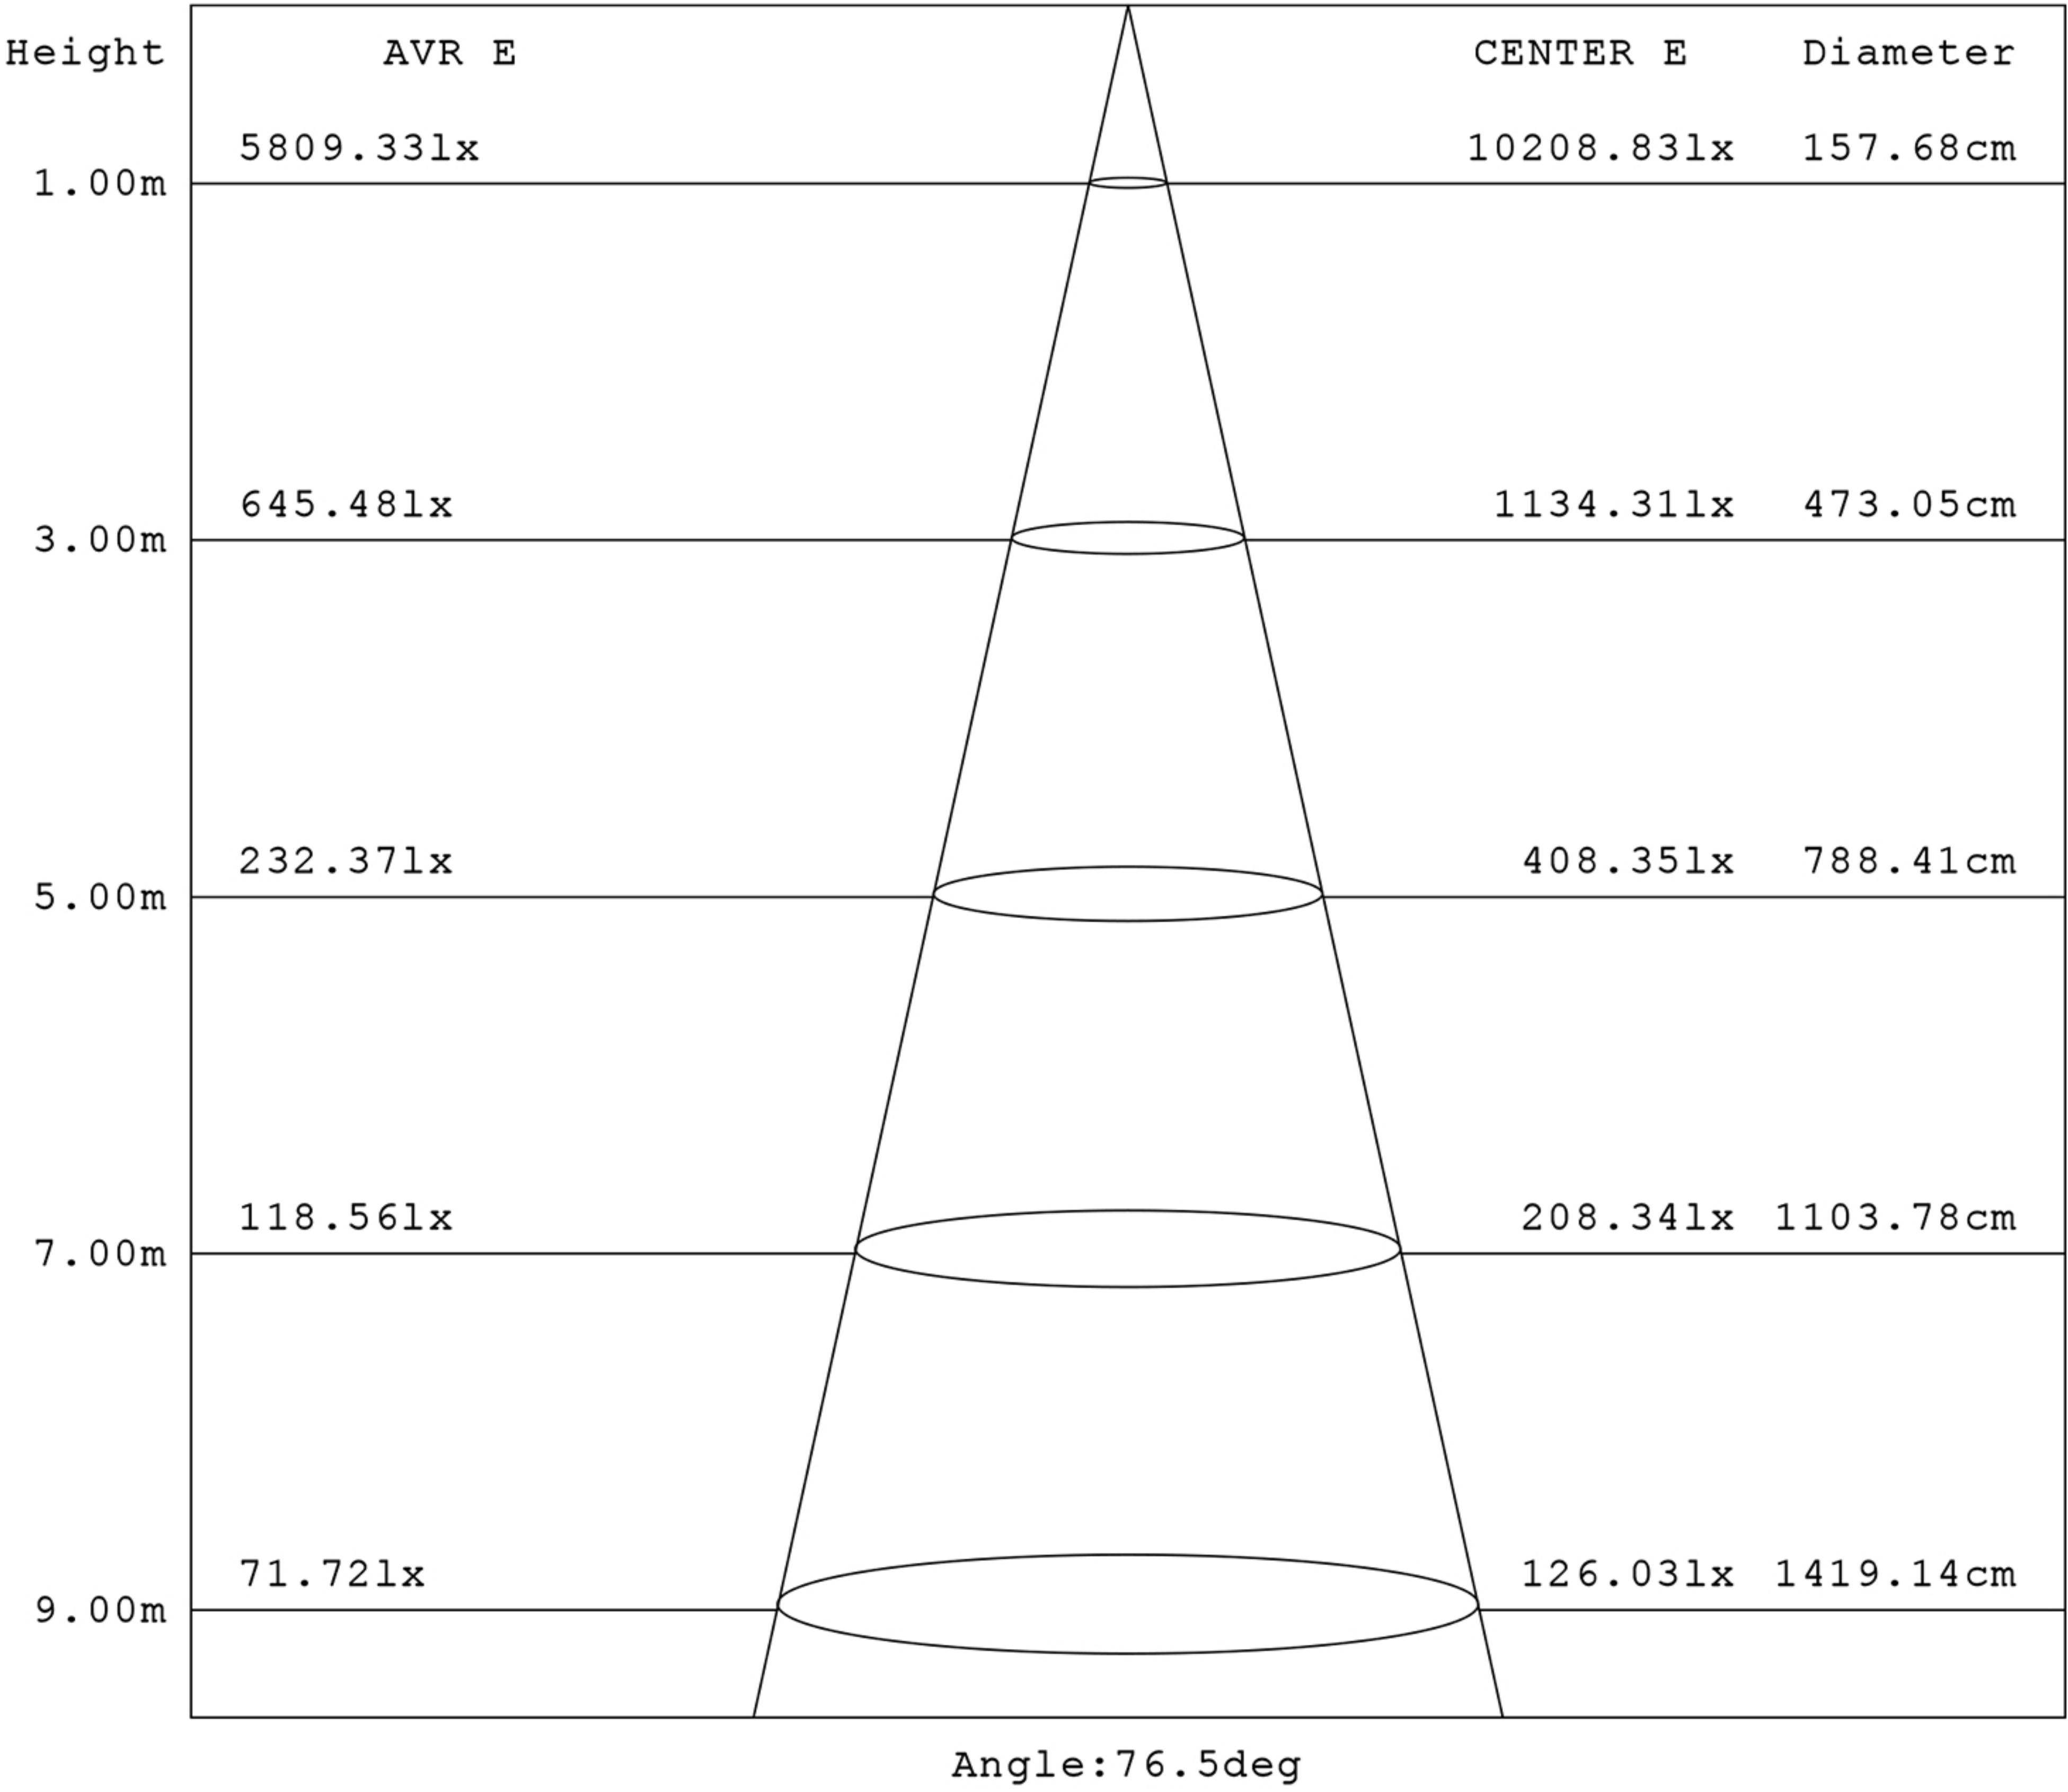 Height AVR E CENTER E Diameter
5809.33lx 10208.83lx 157.68cm
1.00m
645.48lx 1134.31lx 473.05cm
3.00m
232.37lx 408.35lx 788.41cm
5.00m
118.56lx 208.34lx 1103.78cm
7.00m
71.72lx 126.03lx 1419.14cm
9.00m
Angle:76.5deg